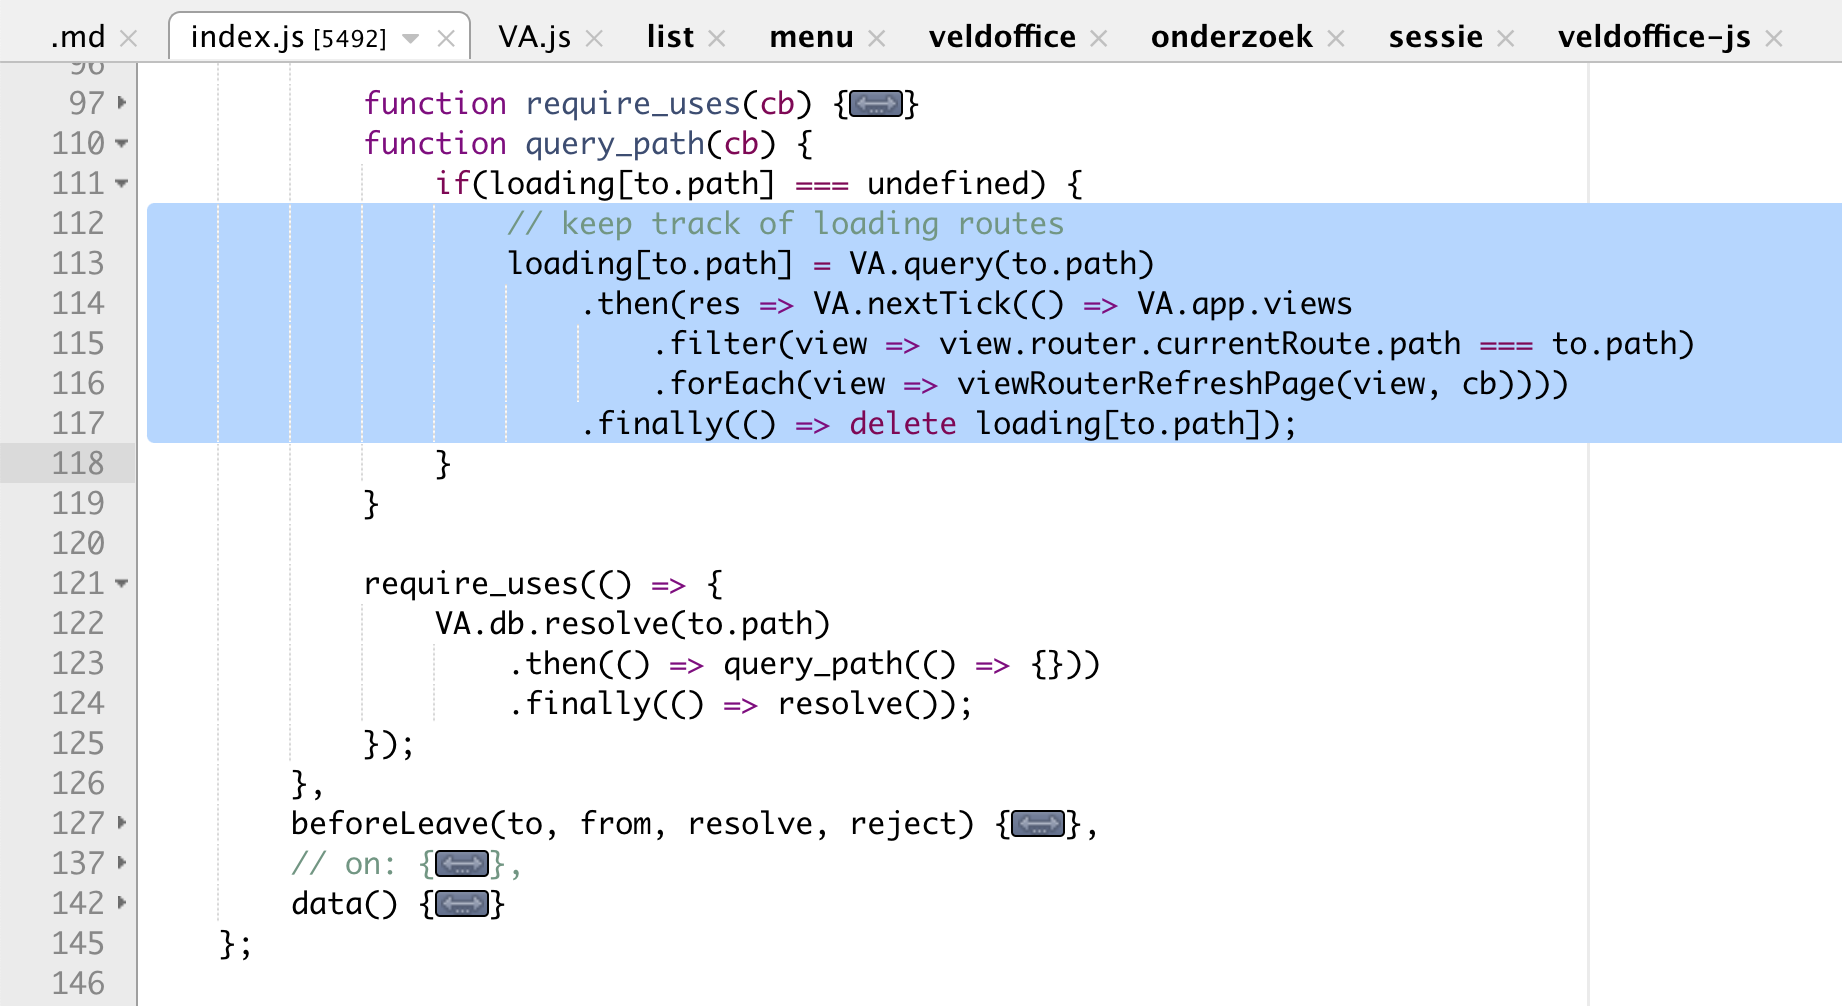 .md × index.js [5492] × VA.js × list × menu × veldoffice × onderzoek × sessie × veldoffice-js ×
96
97 function require_uses(cb) {↔}
110 function query_path(cb) {
111 if(loading[to.path] === undefined) {
112 // keep track of loading routes
113 loading[to.path] = VA.query(to.path)
114 .then(res => VA.nextTick(() => VA.app.views
115 .filter(view => view.router.currentRoute.path === to.path)
116 .forEach(view => viewRouterRefreshPage(view, cb))))
117 .finally(() => delete loading[to.path]);
118 }
119 }
120
121 require_uses(() => {
122 VA.db.resolve(to.path)
123 .then(() => query_path(() => {}))
124 .finally(() => resolve());
125 });
126 },
127 beforeLeave(to, from, resolve, reject) {↔},
137 // on: {↔},
142 data() {↔}
145 };
146